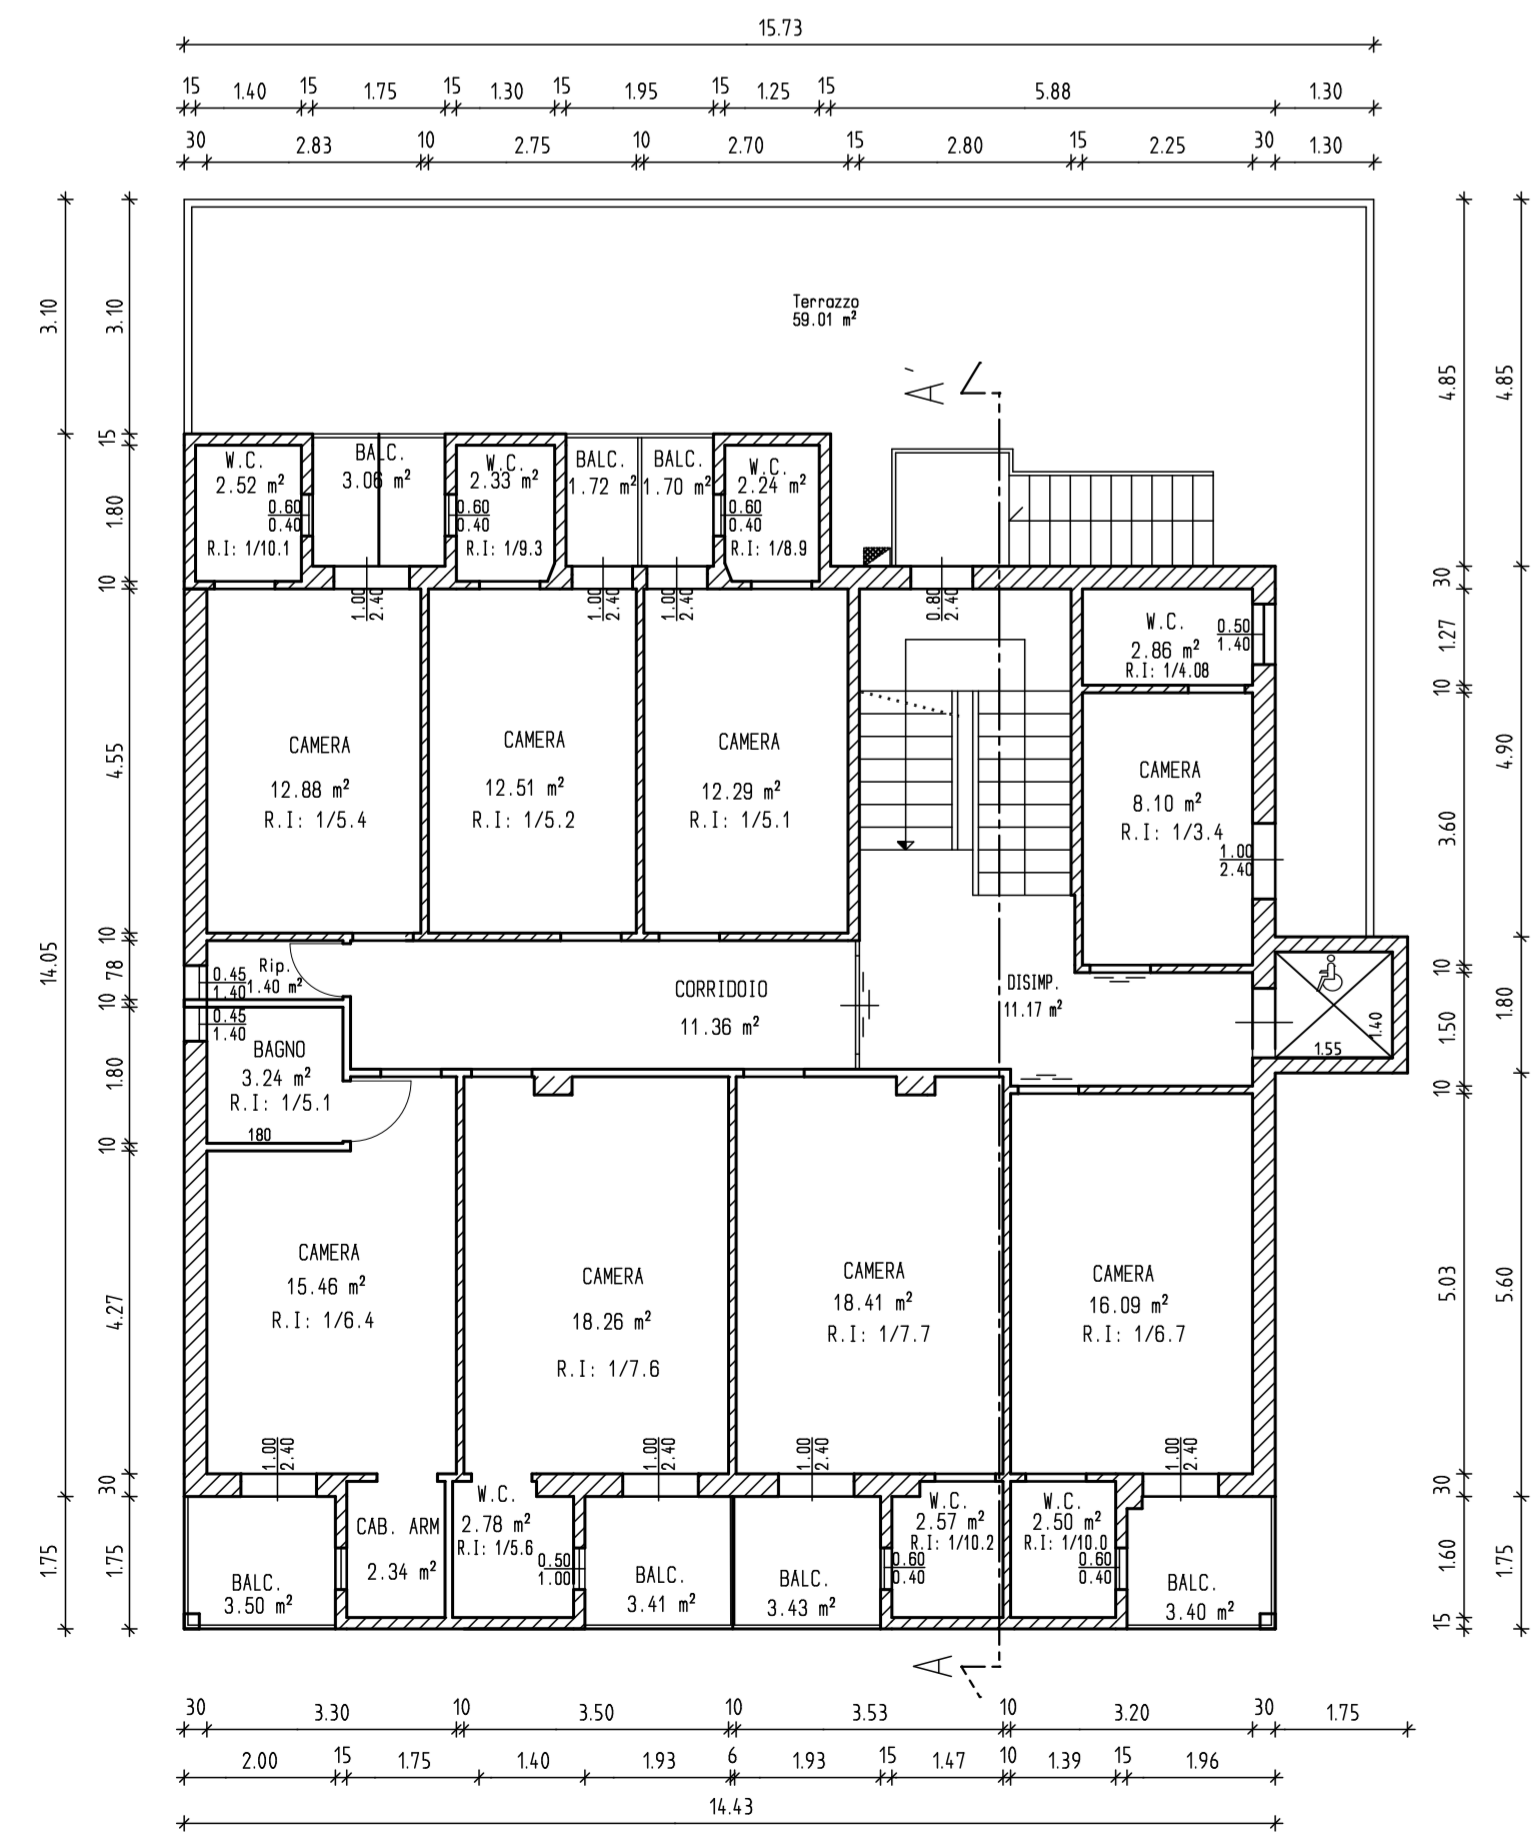 15.73
15 1.40 15 1.75 15 1.30 15 1.95 15 1.25 15 5.88 1.30
30 2.83 10 2.75 10 2.70 15 2.80 15 2.25 30 1.30
3.10
14.05
1.75
3.10
15
1.80
10
4.55
10
78
10
1.80
10
4.27
30
1.75
Terrazzo
59.01 m²
A'
W.C.
2.52 m²
0.60
0.40
R.I: 1/10.1
BALC.
3.06 m²
W.C.
2.33 m²
0.60
0.40
R.I: 1/9.3
BALC.
1.72 m²
BALC.
1.70 m²
W.C.
2.24 m²
0.60
0.40
R.I: 1/8.9
1.00
2.40
1.00
2.40
1.00
2.40
0.80
2.40
W.C.
2.86 m²
R.I: 1/4.08
0.50
1.40
CAMERA
12.88 m²
R.I: 1/5.4
CAMERA
12.51 m²
R.I: 1/5.2
CAMERA
12.29 m²
R.I: 1/5.1
CAMERA
8.10 m²
R.I: 1/3.4
1.00
2.40
Rip.
1.40 m²
0.45
1.40
0.45
1.40
CORRIDOIO
11.36 m²
DISIMP.
11.17 m²
1.40
1.55
BAGNO
3.24 m²
R.I: 1/5.1
180
CAMERA
15.46 m²
R.I: 1/6.4
CAMERA
18.26 m²
R.I: 1/7.6
CAMERA
18.41 m²
R.I: 1/7.7
CAMERA
16.09 m²
R.I: 1/6.7
1.00
2.40
1.00
2.40
1.00
2.40
1.00
2.40
BALC.
3.50 m²
CAB. ARM
2.34 m²
W.C.
2.78 m²
R.I: 1/5.6
0.50
1.00
BALC.
3.41 m²
BALC.
3.43 m²
W.C.
2.57 m²
R.I: 1/10.2
0.60
0.40
W.C.
2.50 m²
R.I: 1/10.0
0.60
0.40
BALC.
3.40 m²
A
4.85
30
1.27
10
3.60
10
1.50
10
5.03
30
1.60
15
4.85
4.90
1.80
5.60
1.75
30 3.30 10 3.50 10 3.53 10 3.20 30 1.75
2.00 15 1.75 1.40 1.93 6 1.93 15 1.47 10 1.39 15 1.96
14.43